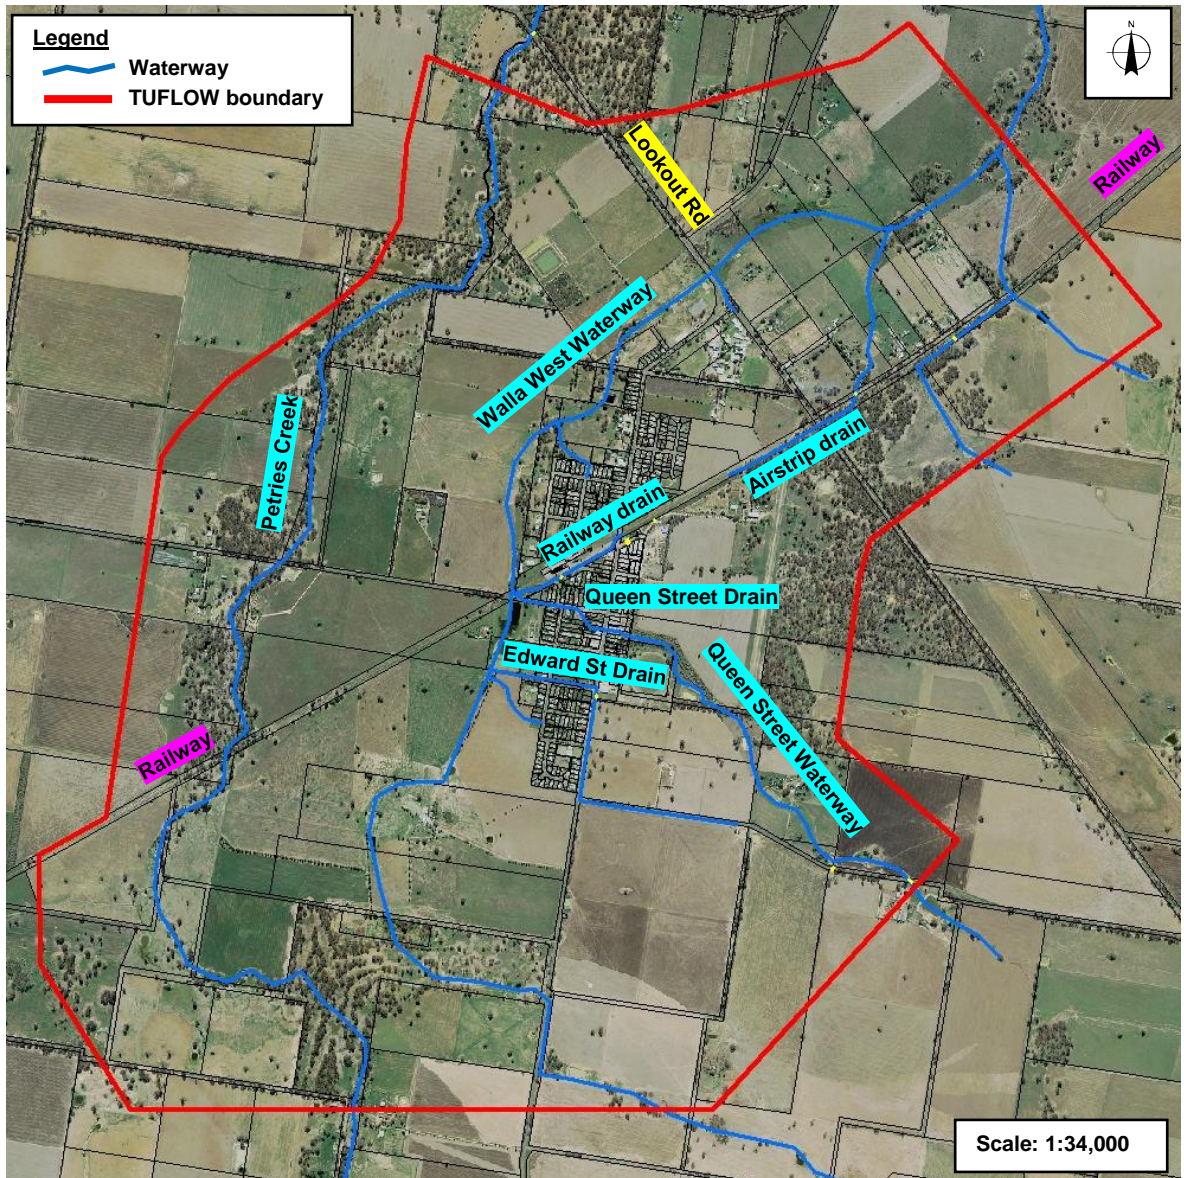 Legend
Waterway
TUFLOW boundary
N
Lookout Rd
Railway
Walla West Waterway
Petries Creek
Airstrip drain
Railway drain
Queen Street Drain
Edward St Drain
Queen Street Waterway
Railway
Scale: 1:34,000